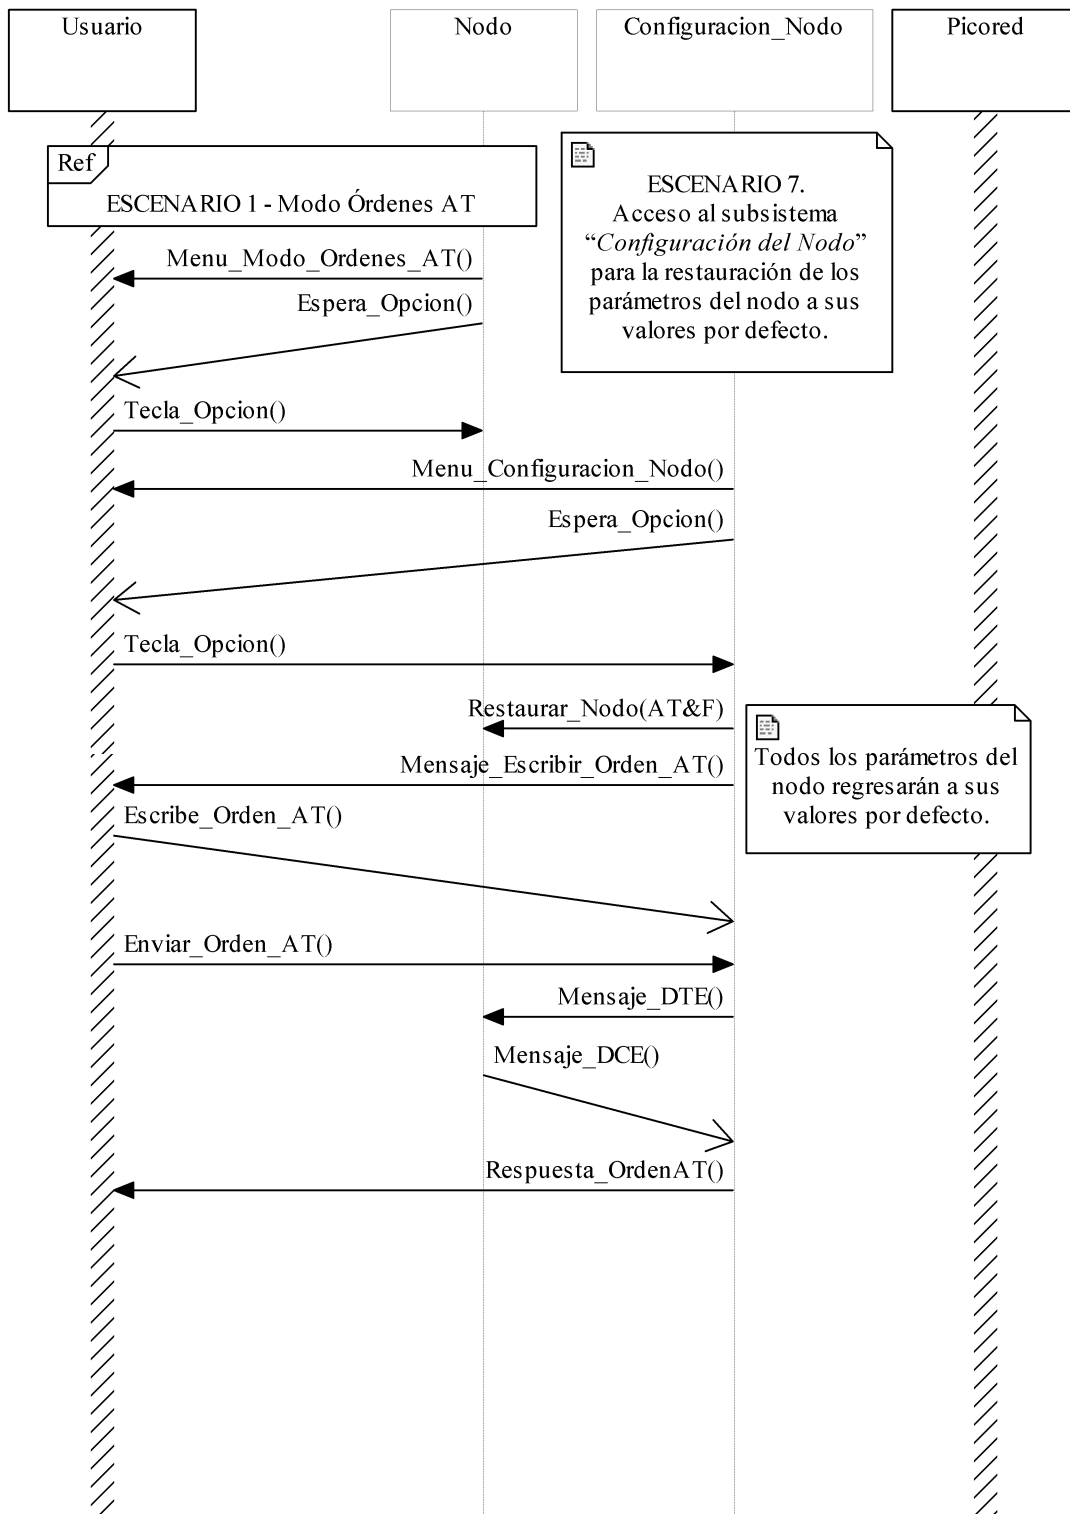 Usuario
Nodo
Configuracion_Nodo
Picored
Ref
ESCENARIO 1 - Modo Órdenes AT
ESCENARIO 7.
Acceso al subsistema
“Configuración del Nodo”
para la restauración de los
parámetros del nodo a sus
valores por defecto.
Menu_Modo_Ordenes_AT()
Espera_Opcion()
Tecla_Opcion()
Menu_Configuracion_Nodo()
Espera_Opcion()
Tecla_Opcion()
Restaurar_Nodo(AT&F)
Mensaje_Escribir_Orden_AT()
Todos los parámetros del
nodo regresarán a sus
valores por defecto.
Escribe_Orden_AT()
Enviar_Orden_AT()
Mensaje_DTE()
Mensaje_DCE()
Respuesta_OrdenAT()